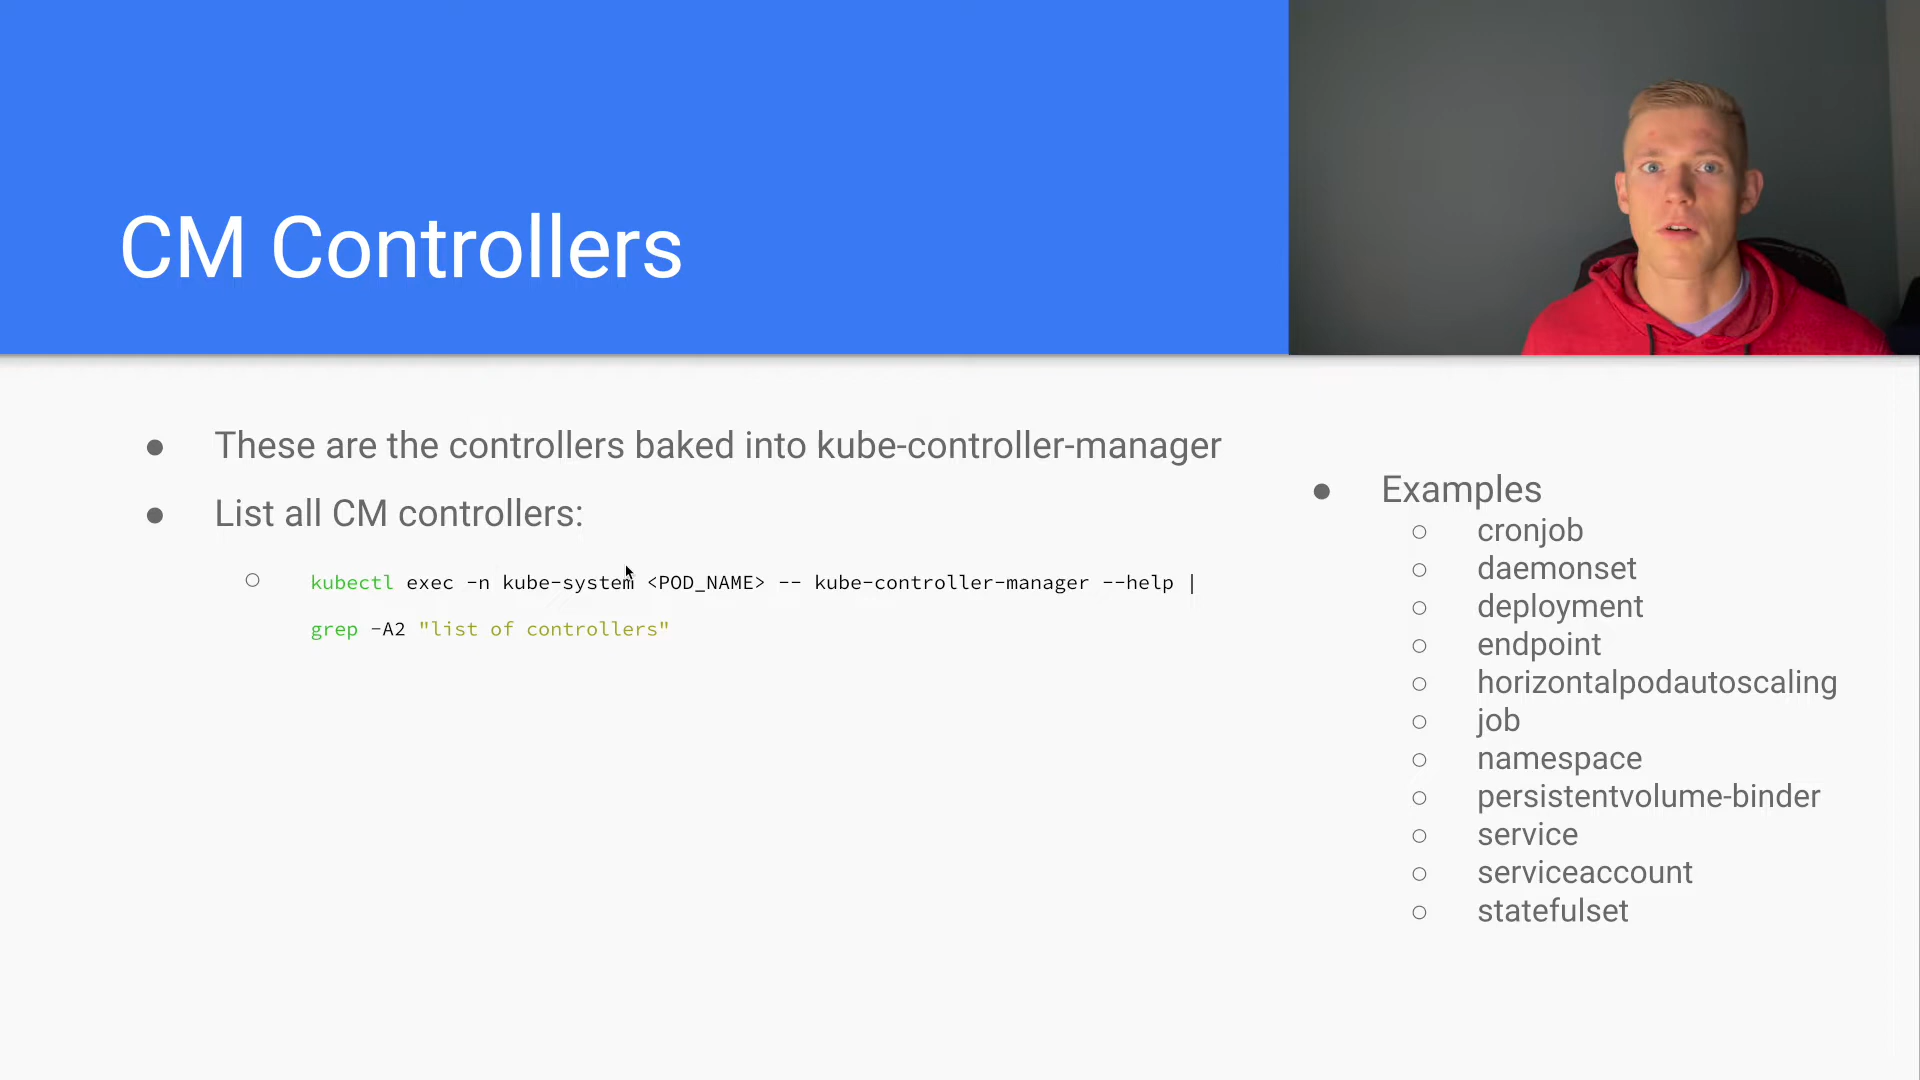 CM Controllers
These are the controllers baked into kube-controller-manager
List all CM controllers:
kubectl exec -n kube-system <POD_NAME> -- kube-controller-manager --help |
grep -A2 "list of controllers"
Examples
cronjob
daemonset
deployment
endpoint
horizontalpodautoscaling
job
namespace
persistentvolume-binder
service
serviceaccount
statefulset